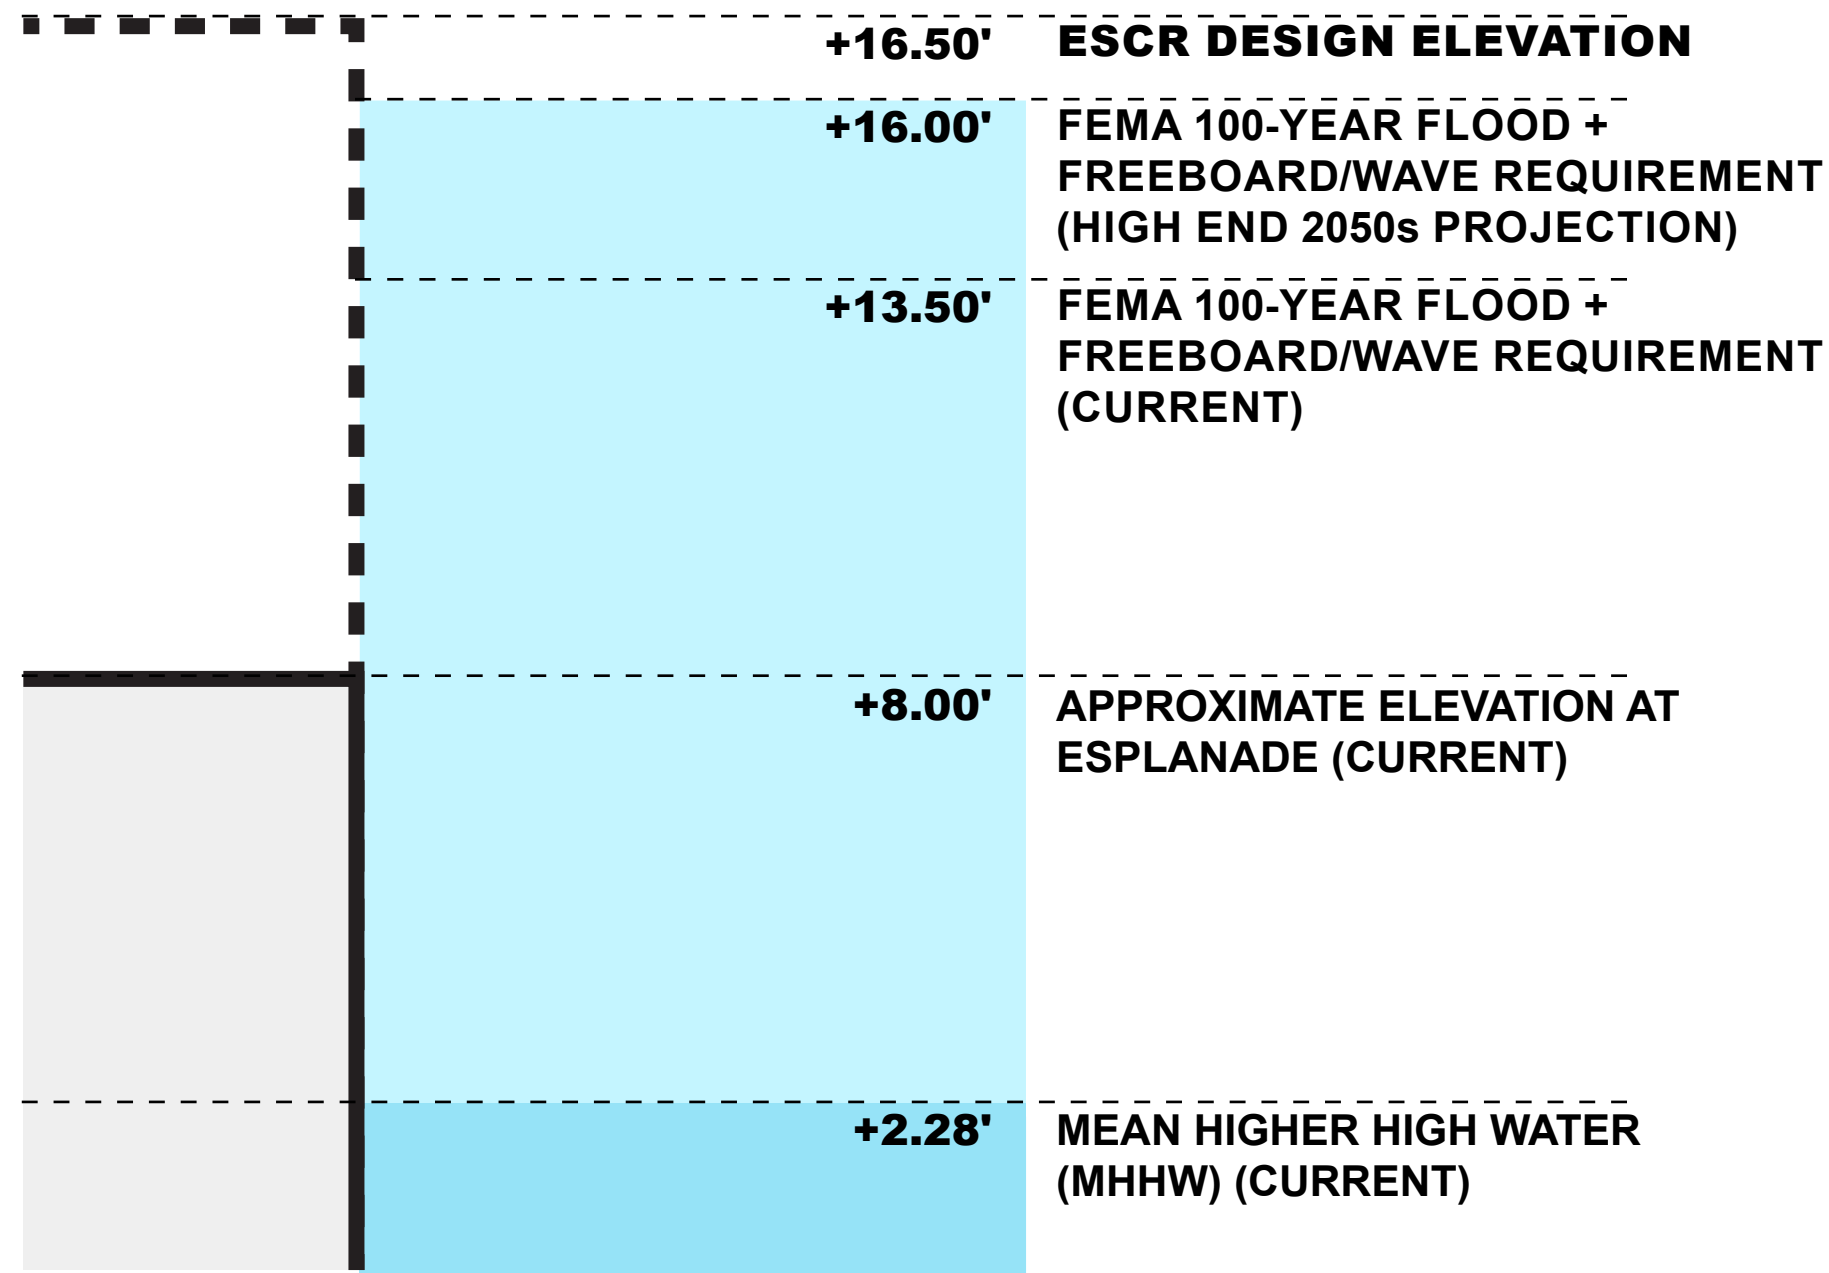 +16.50' ESCR DESIGN ELEVATION
+16.00' FEMA 100-YEAR FLOOD +
FREEBOARD/WAVE REQUIREMENT
(HIGH END 2050s PROJECTION)
+13.50' FEMA 100-YEAR FLOOD +
FREEBOARD/WAVE REQUIREMENT
(CURRENT)
+8.00' APPROXIMATE ELEVATION AT
ESPLANADE (CURRENT)
+2.28' MEAN HIGHER HIGH WATER
(MHHW) (CURRENT)